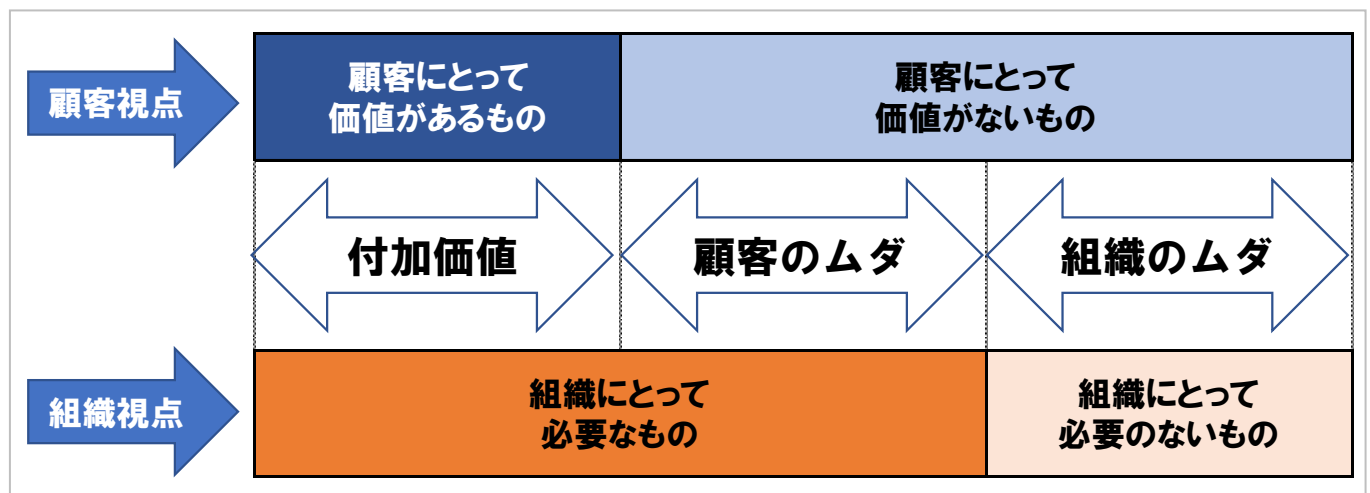 顧客視点
顧客にとって
価値があるもの
顧客にとって
価値がないもの
付加価値
顧客のムダ
組織のムダ
組織視点
組織にとって
必要なもの
組織にとって
必要のないもの